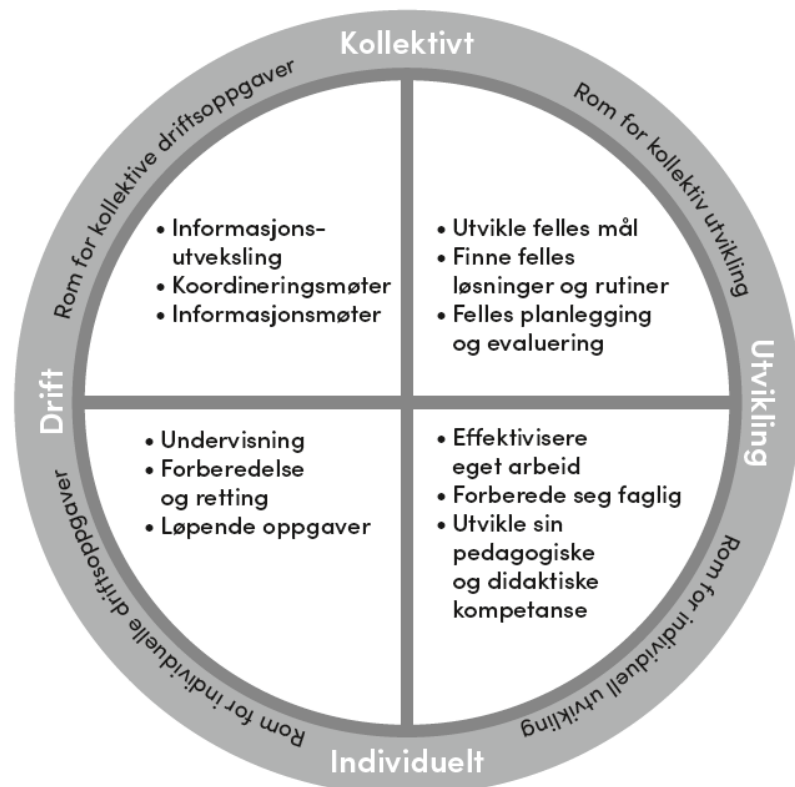 Kollektivt
Rom for kollektive driftsoppgaver
Rom for kollektiv utvikling
• Informasjons-
utveksling
• Koordineringsmøter
• Informasjonsmøter
• Utvikle felles mål
• Finne felles
løsninger og rutiner
• Felles planlegging
og evaluering
Drift
Utvikling
• Undervisning
• Forberedelse
og retting
• Løpende oppgaver
• Effektivisere
eget arbeid
• Forberede seg faglig
• Utvikle sin
pedagogiske
og didaktiske
kompetanse
Rom for individuelle driftsoppgaver
Rom for individuell utvikling
Individuelt